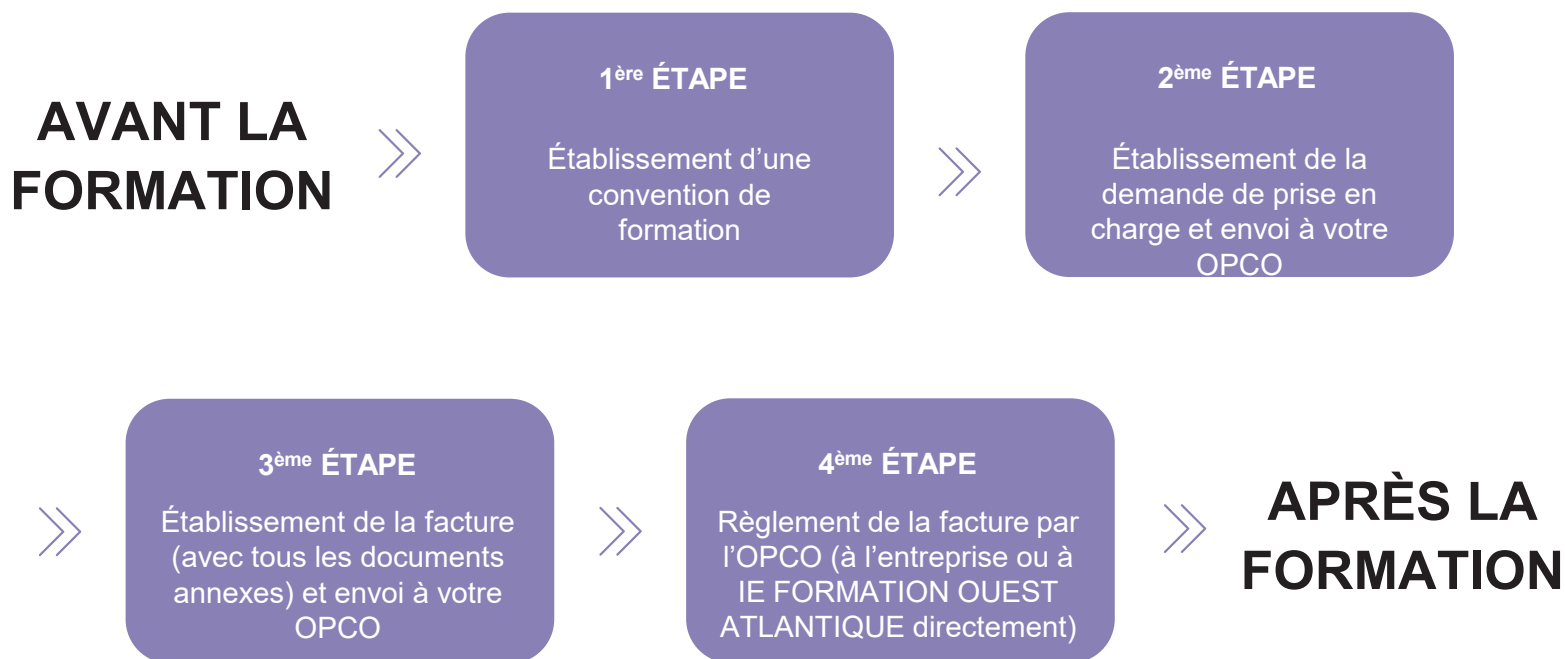 AVANT LA
FORMATION
1ère ÉTAPE
Établissement d’une
convention de
formation
2ème ÉTAPE
Établissement de la
demande de prise en
charge et envoi à votre
OPCO
3ème ÉTAPE
Établissement de la facture
(avec tous les documents
annexes) et envoi à votre
OPCO
4ème ÉTAPE
Règlement de la facture par
l’OPCO (à l’entreprise ou à
IE FORMATION OUEST
ATLANTIQUE directement)
APRÈS LA
FORMATION